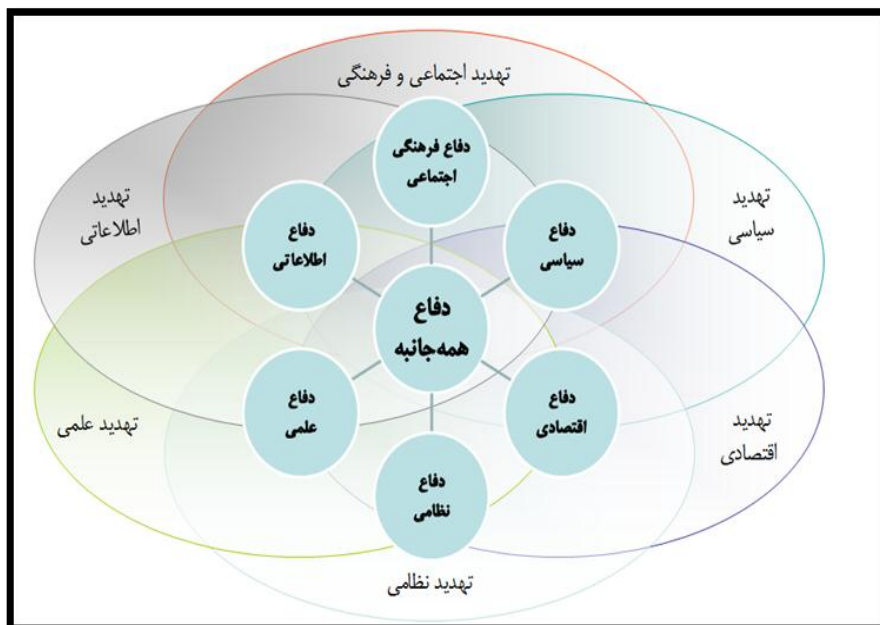 تهدید اجتماعی و فرهنگی
دفاع فرهنگی
اجتماعی
تهدید
سیاسی
دفاع
سیاسی
تهدید
اطلاعاتی
دفاع
اطلاعاتی
دفاع
همه‌جانبه
تهدید
اقتصادی
دفاع
اقتصادی
دفاع
علمی
تهدید علمی
دفاع
نظامی
تهدید نظامی